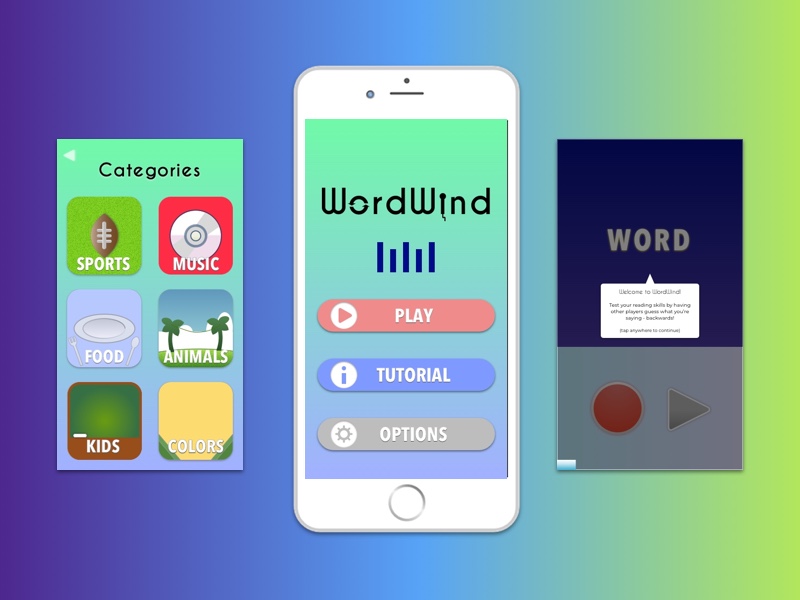 Categories
SPORTS
MUSIC
FOOD
ANIMALS
KIDS
COLORS
WordWind
PLAY
TUTORIAL
OPTIONS
WORD
Welcome to WordWind!
Test your reading skills by having
other players guess what you're
saying - backwards!
(tap anywhere to continue)